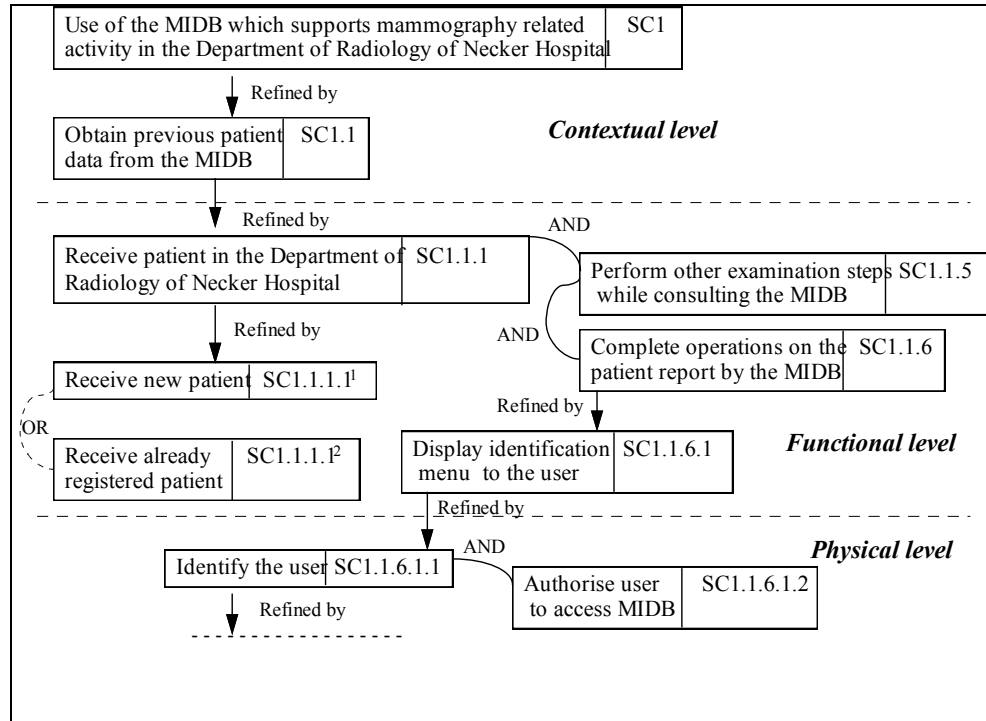 Use of the MIDB which supports mammography related
activity in the Department of Radiology of Necker Hospital
SC1
Refined by
Obtain previous patient
data from the MIDB
SC1.1
Contextual level
Refined by
AND
Receive patient in the Department of
Radiology of Necker Hospital
SC1.1.1
Perform other examination steps
while consulting the MIDB
SC1.1.5
Refined by
AND
Complete operations on the
patient report by the MIDB
SC1.1.6
Receive new patient
SC1.1.1.1¹
Refined by
OR
Receive already
registered patient
SC1.1.1.1²
Display identification
menu to the user
SC1.1.6.1
Functional level
Refined by
Physical level
Identify the user
SC1.1.6.1.1
AND
Authorise user
to access MIDB
SC1.1.6.1.2
Refined by